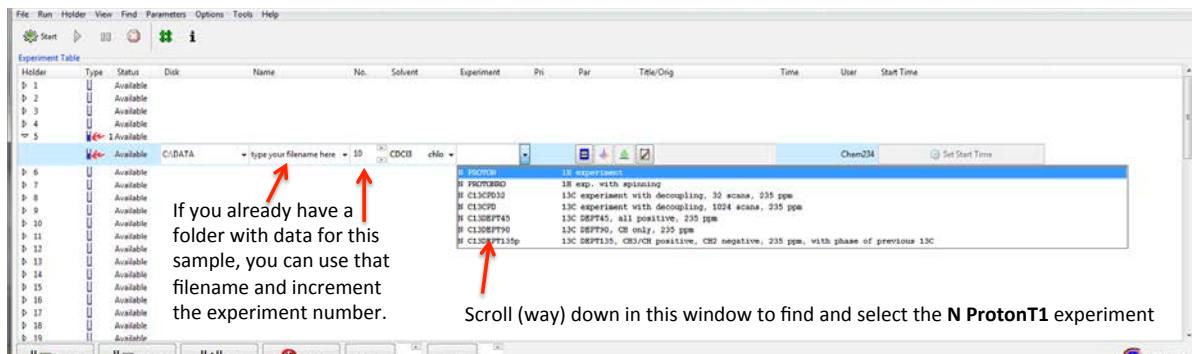 File Run Holder View Find Parameters Options Tools Help
Start
Experiment Table
Holder Type Status Disk Name No. Solvent Experiment Pri Par Title/Orig Time User Start Time
1 Available
2 Available
3 Available
4 Available
5 1 Available
Available C:\DATA type your filename here 10 CDCl3 chlo Chem234 Set Start Time
N PROTON 1H experiment
N PROTONRO 1H exp. with spinning
N C13CPD32 13C experiment with decoupling, 32 scans, 235 ppm
N C13CPD 13C experiment with decoupling, 1024 scans, 235 ppm
N C13DEPT45 13C DEPT45, all positive, 235 ppm
N C13DEPT90 13C DEPT90, CH only, 235 ppm
N C13DEPT135p 13C DEPT135, CH3/CH positive, CH2 negative, 235 ppm, with phase of previous 13C
6 Available
7 Available
8 Available
9 Available
10 Available
11 Available
12 Available
13 Available
14 Available
15 Available
16 Available
17 Available
18 Available
19 Available
If you already have a
folder with data for this
sample, you can use that
filename and increment
the experiment number.
Scroll (way) down in this window to find and select the N ProtonT1 experiment